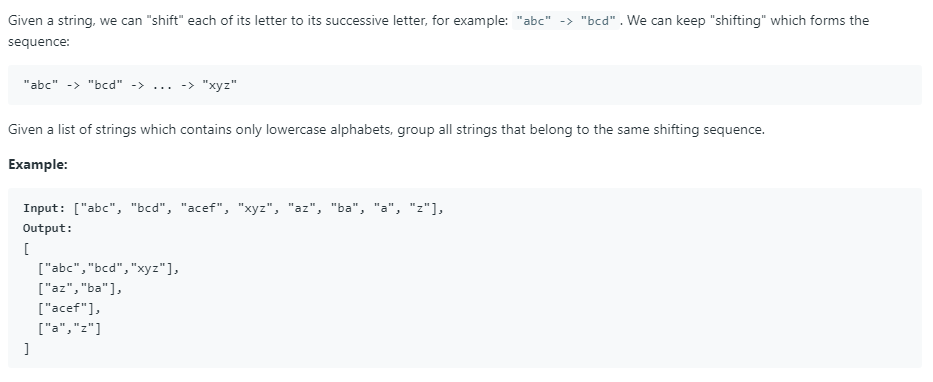 Given a string, we can "shift" each of its letter to its successive letter, for example: "abc" -> "bcd" . We can keep "shifting" which forms the
sequence:
"abc" -> "bcd" -> ... -> "xyz"
Given a list of strings which contains only lowercase alphabets, group all strings that belong to the same shifting sequence.
Example:
Input: ["abc", "bcd", "acef", "xyz", "az", "ba", "a", "z"],
Output:
[
  ["abc","bcd","xyz"],
  ["az","ba"],
  ["acef"],
  ["a","z"]
]